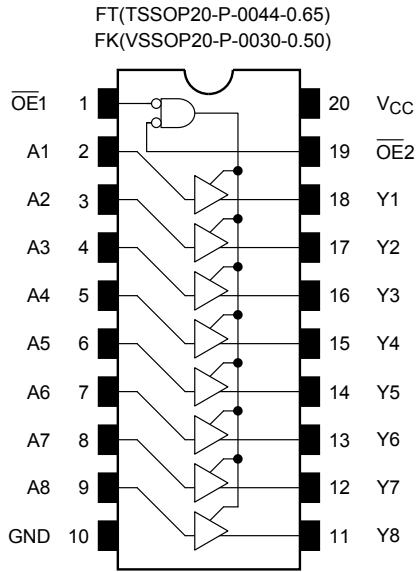 FT(TSSOP20-P-0044-0.65)
FK(VSSOP20-P-0030-0.50)
O̅E̅1 1 20 VCC
A1 2 19 O̅E̅2
A2 3 18 Y1
A3 4 17 Y2
A4 5 16 Y3
A5 6 15 Y4
A6 7 14 Y5
A7 8 13 Y6
A8 9 12 Y7
GND 10 11 Y8